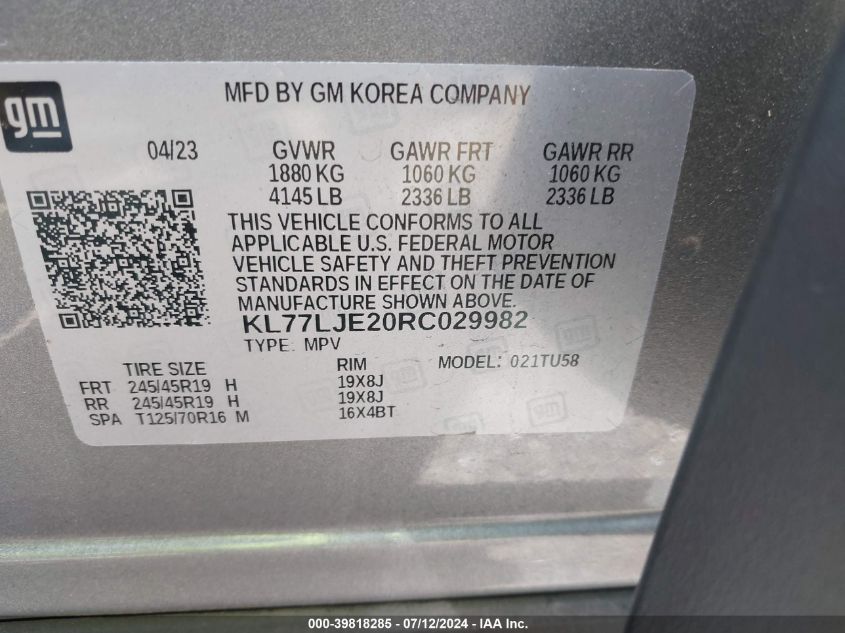 gm
MFD BY GM KOREA COMPANY
04/23 GVWR GAWR FRT GAWR RR
1880 KG 1060 KG 1060 KG
4145 LB 2336 LB 2336 LB
THIS VEHICLE CONFORMS TO ALL
APPLICABLE U.S. FEDERAL MOTOR
VEHICLE SAFETY AND THEFT PREVENTION
STANDARDS IN EFFECT ON THE DATE OF
MANUFACTURE SHOWN ABOVE.
KL77LJE20RC029982
TYPE: MPV
TIRE SIZE RIM MODEL: 021TU58
FRT 245/45R19 H 19X8J
RR 245/45R19 H 19X8J
SPA T125/70R16 M 16X4BT
000-39818285 - 07/12/2024 - IAA Inc.